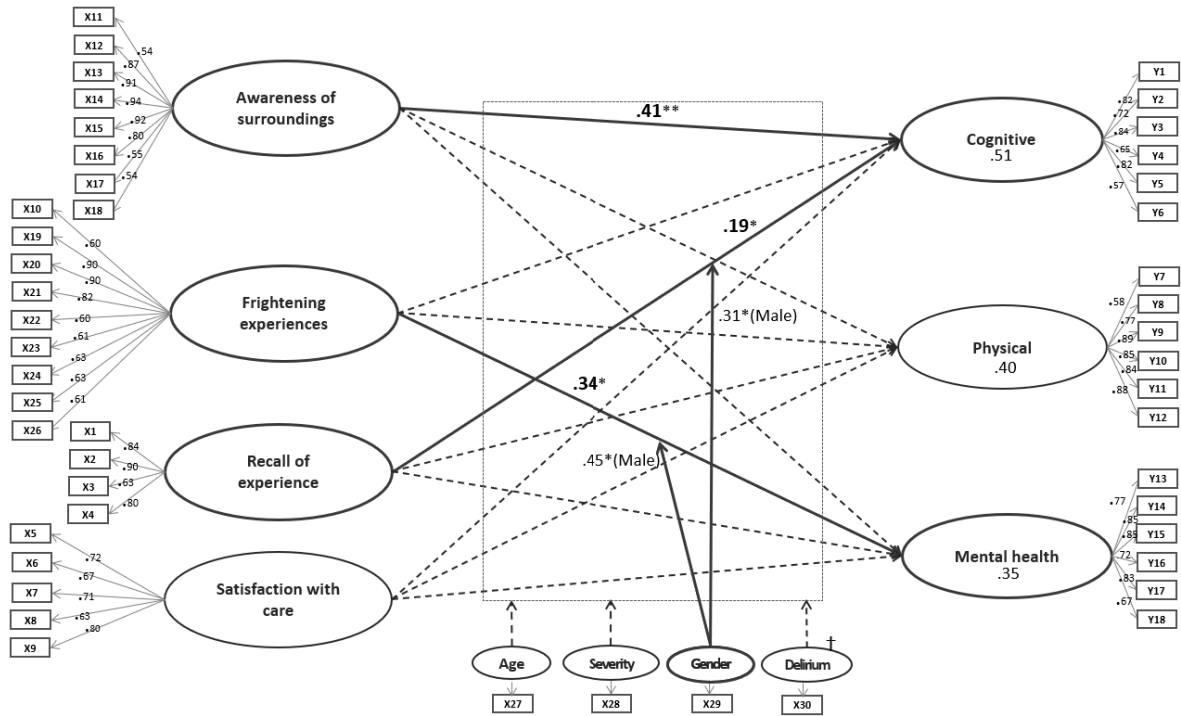 X11
X12
X13
X14
X15
X16
X17
X18
.54
.87
.91
.94
.92
.80
.55
.54
Awareness of
surroundings
X10
X19
X20
X21
X22
X23
X24
X25
X26
.60
.90
.90
.82
.60
.61
.63
.63
.61
Frightening
experiences
X1
X2
X3
X4
.84
.90
.63
.80
Recall of
experience
X5
X6
X7
X8
X9
.72
.67
.71
.63
.80
Satisfaction with
care
.41**
.19*
.31*(Male)
.34*
.45*(Male)
Cognitive
.51
.82
.72
.84
.65
.82
.57
Y1
Y2
Y3
Y4
Y5
Y6
Physical
.40
.58
.77
.89
.85
.84
.88
Y7
Y8
Y9
Y10
Y11
Y12
Mental health
.35
.77
.85
.85
.72
.83
.67
Y13
Y14
Y15
Y16
Y17
Y18
Age
Severity
Gender
Delirium
†
X27
X28
X29
X30